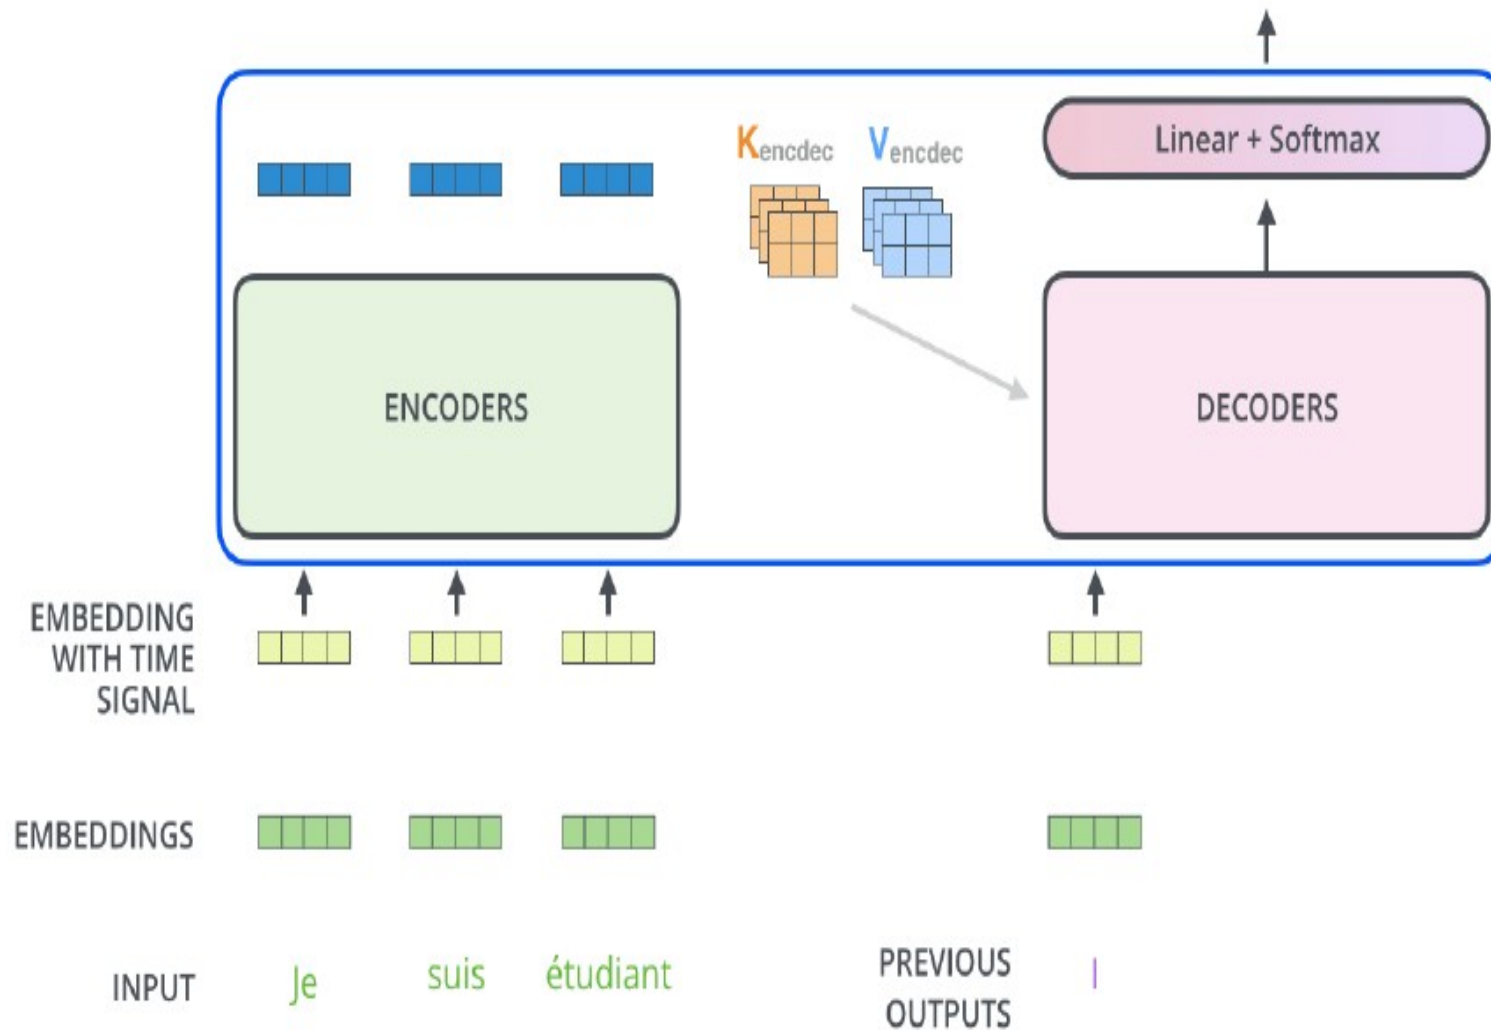 Kencdec Vencdec
Linear + Softmax
ENCODERS
DECODERS
EMBEDDING
WITH TIME
SIGNAL
EMBEDDINGS
INPUT Je suis étudiant
PREVIOUS
OUTPUTS
I